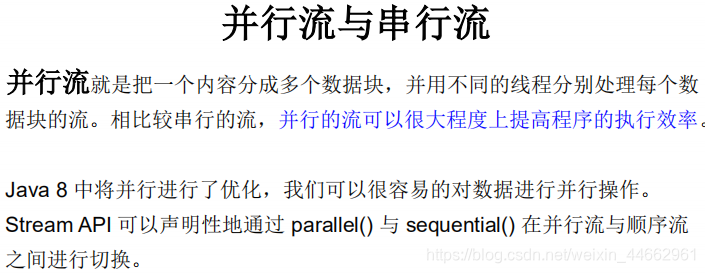 并行流与串行流
并行流就是把一个内容分成多个数据块，并用不同的线程分别处理每个数
据块的流。相比较串行的流，并行的流可以很大程度上提高程序的执行效率。
Java 8 中将并行进行了优化，我们可以很容易的对数据进行并行操作。
Stream API 可以声明性地通过 parallel() 与 sequential() 在并行流与顺序流
之间进行切换。
https://blog.csdn.net/weixin_44662961